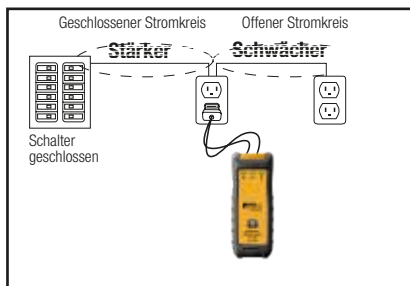 Geschlossener Stromkreis Offener Stromkreis
Stärker Schwächer
Schalter
geschlossen